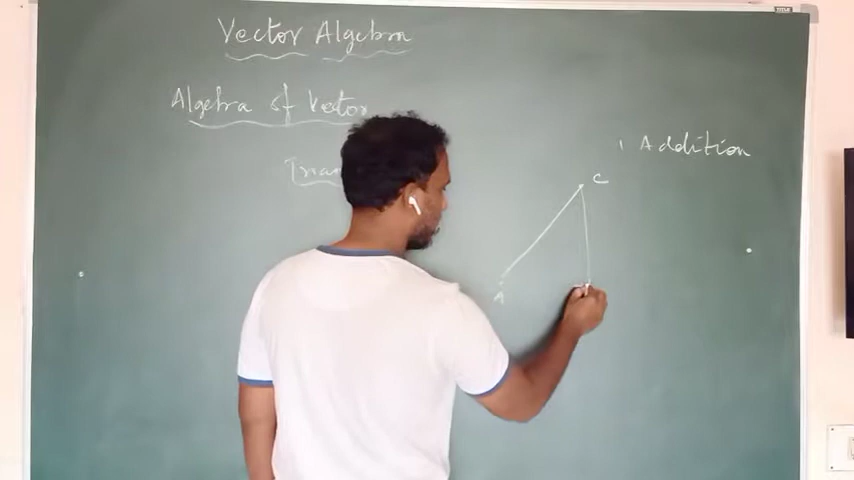 Vector Algebra
Algebra of Vector
1 Addition
C
A